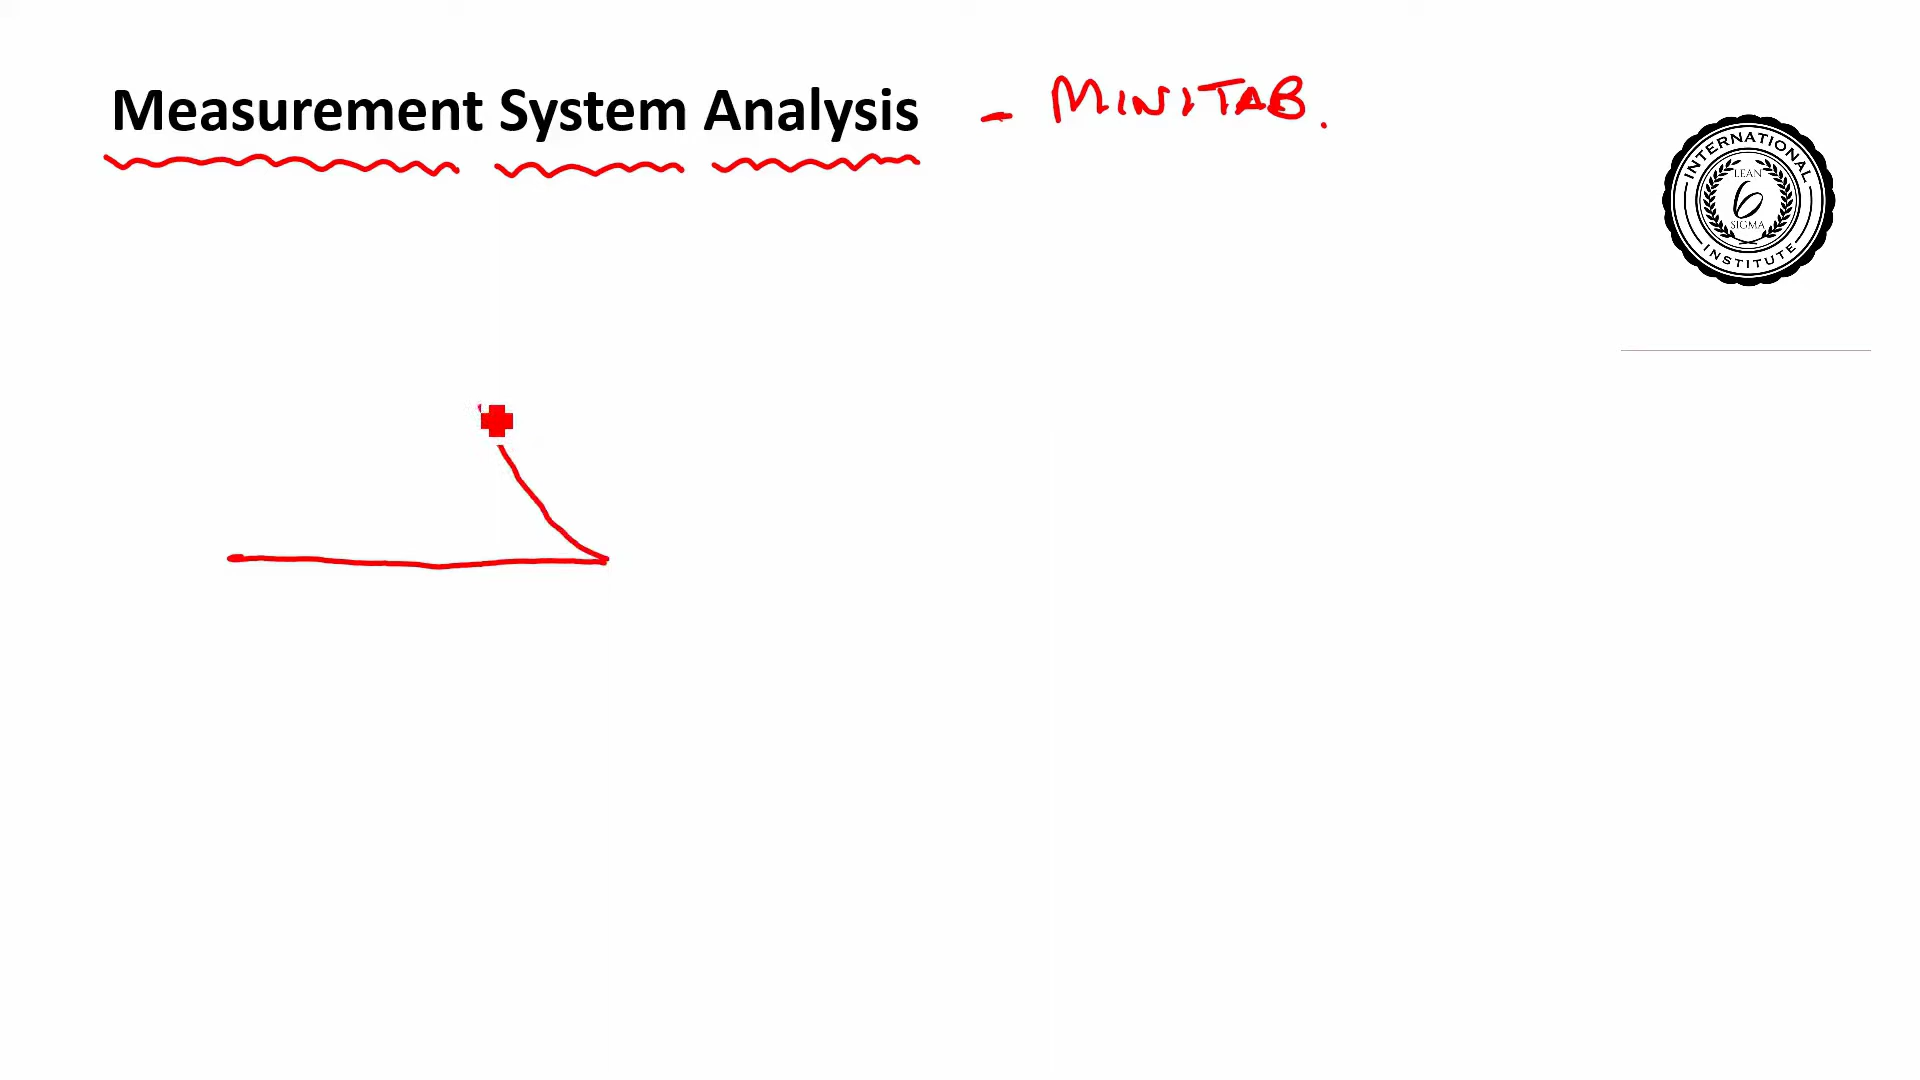 Measurement System Analysis - MINITAB.
INTERNATIONAL
LEAN
6
SIGMA
INSTITUTE